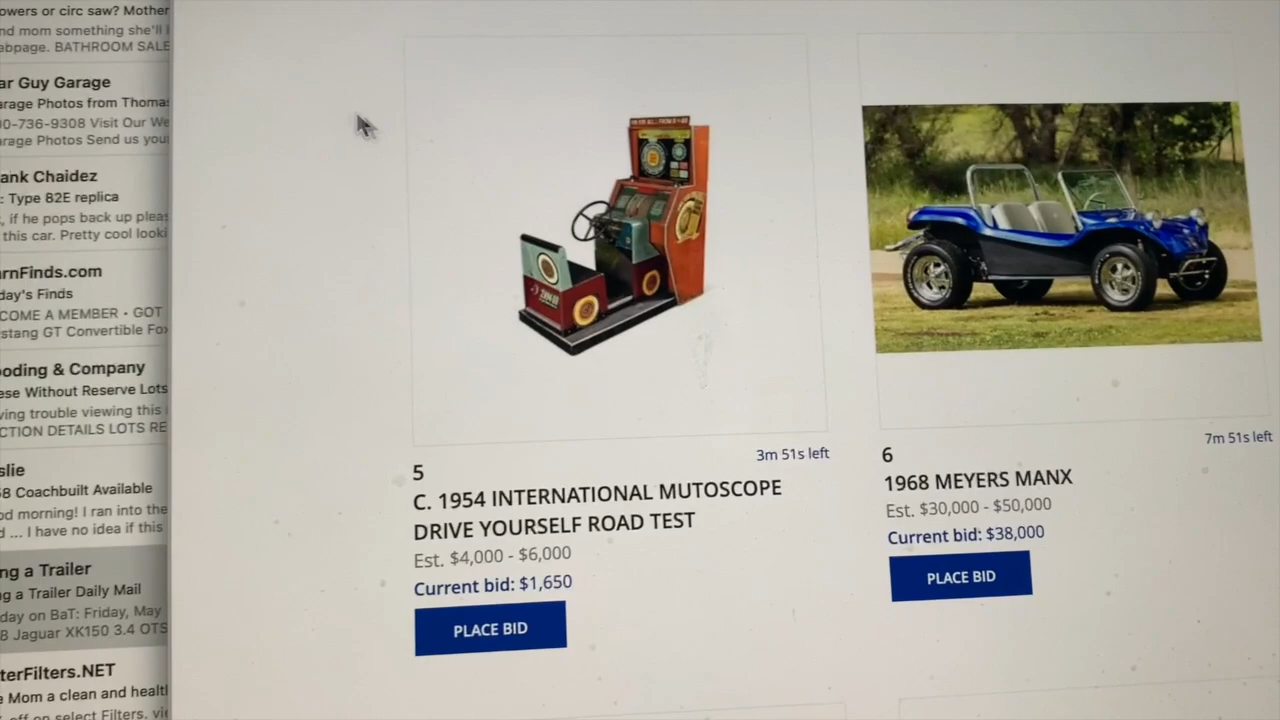 owers or circ saw? Mother
nd mom something she'll
ebpage. BATHROOM SALE
ar Guy Garage
arage Photos from Thomas
00-736-9308 Visit Our We
arage Photos Send us you
ank Chaidez
: Type 82E replica
, if he pops back up pleas
this car. Pretty cool looki
arnFinds.com
day's Finds
COME A MEMBER • GOT
stang GT Convertible Fox
ooding & Company
ese Without Reserve Lots
ving trouble viewing this
CTION DETAILS LOTS RE
slie
8 Coachbuilt Available
od morning! I ran into the
d ... I have no idea if this
ng a Trailer
ng a Trailer Daily Mail
day on BaT: Friday, May
8 Jaguar XK150 3.4 OTS
terFilters.NET
e Mom a clean and health
off on select Filters. vie
3m 51s left
5
C. 1954 INTERNATIONAL MUTOSCOPE
DRIVE YOURSELF ROAD TEST
Est. $4,000 - $6,000
Current bid: $1,650
PLACE BID
7m 51s left
6
1968 MEYERS MANX
Est. $30,000 - $50,000
Current bid: $38,000
PLACE BID